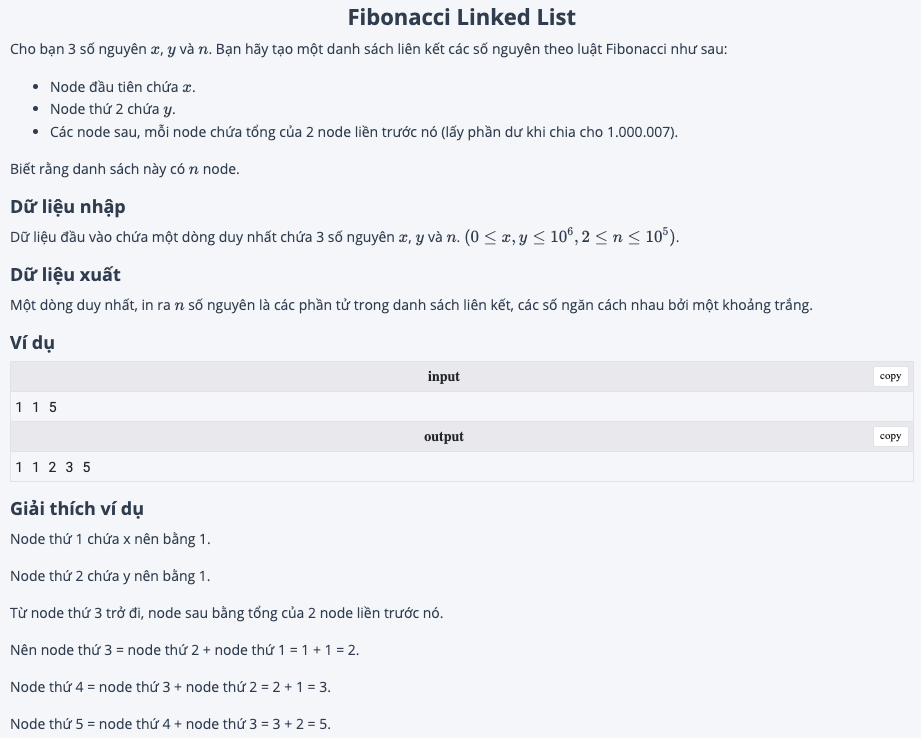 Fibonacci Linked List
Cho bạn 3 số nguyên x, y và n. Bạn hãy tạo một danh sách liên kết các số nguyên theo luật Fibonacci như sau:
• Node đầu tiên chứa x.
• Node thứ 2 chứa y.
• Các node sau, mỗi node chứa tổng của 2 node liền trước nó (lấy phần dư khi chia cho 1.000.007).
Biết rằng danh sách này có n node.
Dữ liệu nhập
Dữ liệu đầu vào chứa một dòng duy nhất chứa 3 số nguyên x, y và n. (0 ≤ x, y ≤ 10⁶, 2 ≤ n ≤ 10⁵).
Dữ liệu xuất
Một dòng duy nhất, in ra n số nguyên là các phần tử trong danh sách liên kết, các số ngăn cách nhau bởi một khoảng trắng.
Ví dụ
input copy
1 1 5
output copy
1 1 2 3 5
Giải thích ví dụ
Node thứ 1 chứa x nên bằng 1.
Node thứ 2 chứa y nên bằng 1.
Từ node thứ 3 trở đi, node sau bằng tổng của 2 node liền trước nó.
Nên node thứ 3 = node thứ 2 + node thứ 1 = 1 + 1 = 2.
Node thứ 4 = node thứ 3 + node thứ 2 = 2 + 1 = 3.
Node thứ 5 = node thứ 4 + node thứ 3 = 3 + 2 = 5.